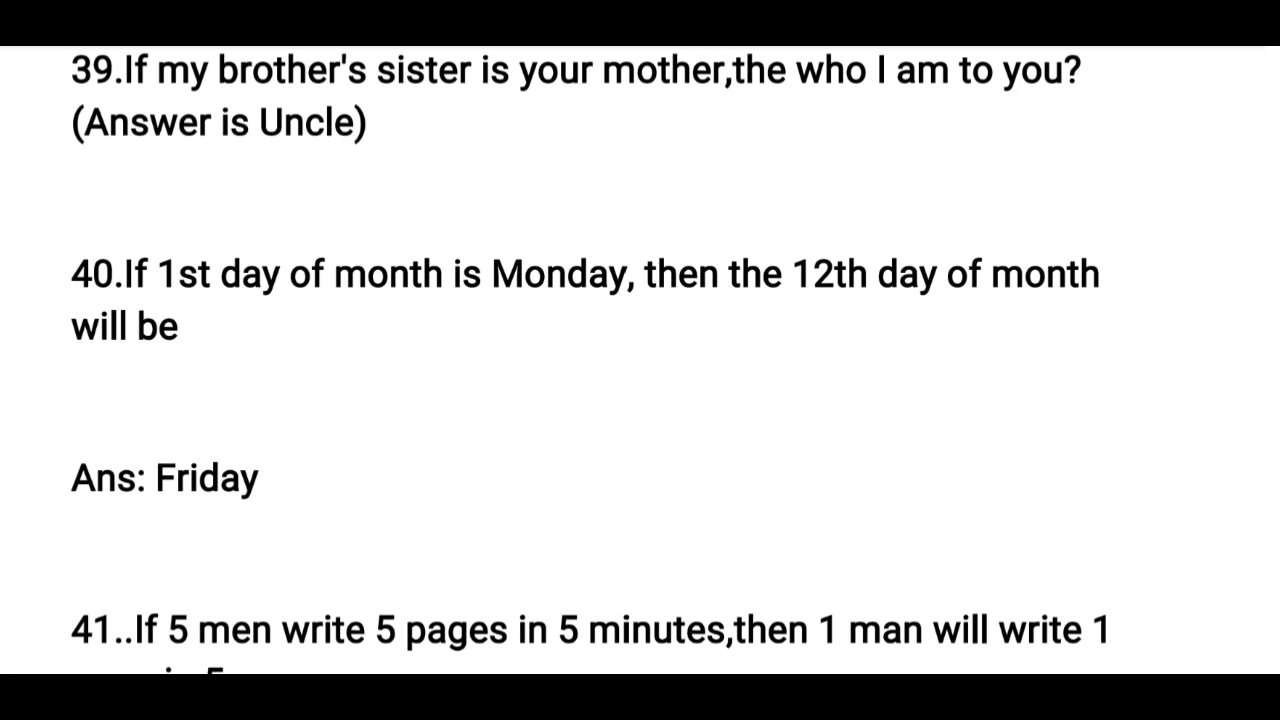 39.If my brother's sister is your mother,the who I am to you?
(Answer is Uncle)
40.If 1st day of month is Monday, then the 12th day of month
will be
Ans: Friday
41..If 5 men write 5 pages in 5 minutes,then 1 man will write 1